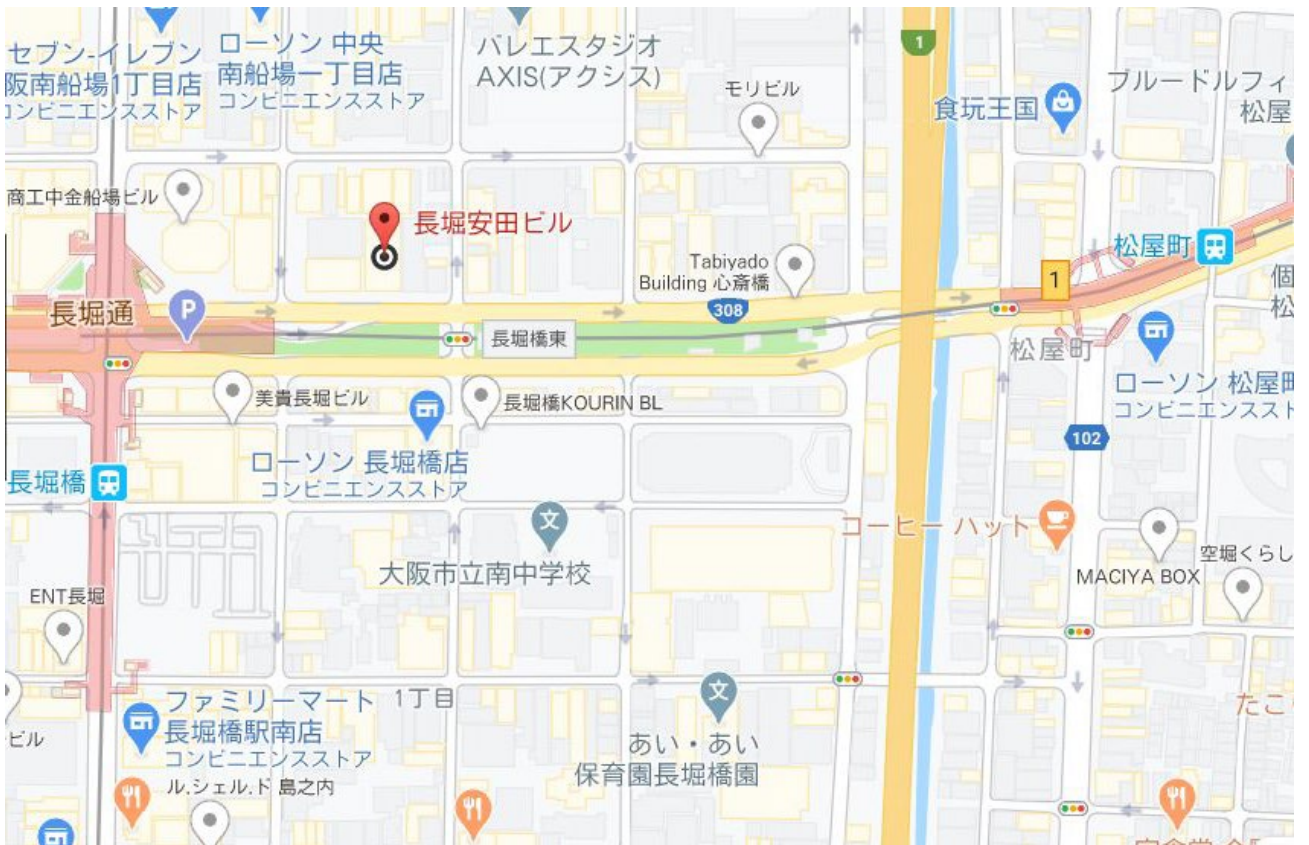 セブン-イレブン
阪南船場1丁目店
コンビニエンスストア
ローソン 中央
南船場一丁目店
コンビニエンスストア
バレエスタジオ
AXIS(アクシス)
モリビル
1
食玩王国
ブルードルフィ
松屋
商工中金船場ビル
長堀安田ビル
Tabiyado
Building 心斎橋
松屋町
1
個
松
長堀通
P
308
長堀橋東
松屋町
ローソン 松屋町
コンビニエンススト
美貴長堀ビル
長堀橋KOURIN BL
102
ローソン 長堀橋店
コンビニエンスストア
長堀橋
文
大阪市立南中学校
コーヒー ハット
MACIYA BOX
空堀くらし
ENT長堀
ファミリーマート
長堀橋駅南店
コンビニエンスストア
1丁目
文
あい・あい
保育園長堀橋園
たこ
ビル
ル.シェル.ド 島之内